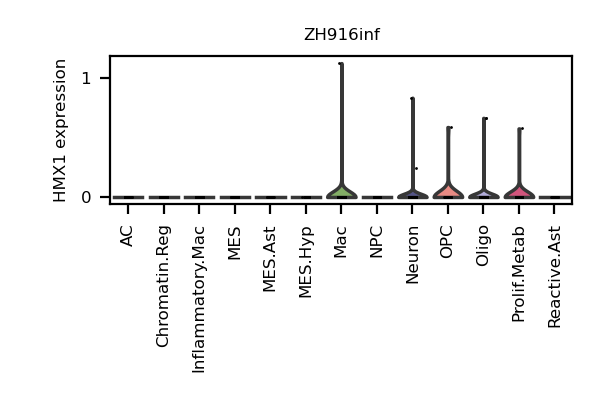 ZH916inf
HMX1 expression
1
0
AC
Chromatin.Reg
Inflammatory.Mac
MES
MES.Ast
MES.Hyp
Mac
NPC
Neuron
OPC
Oligo
Prolif.Metab
Reactive.Ast